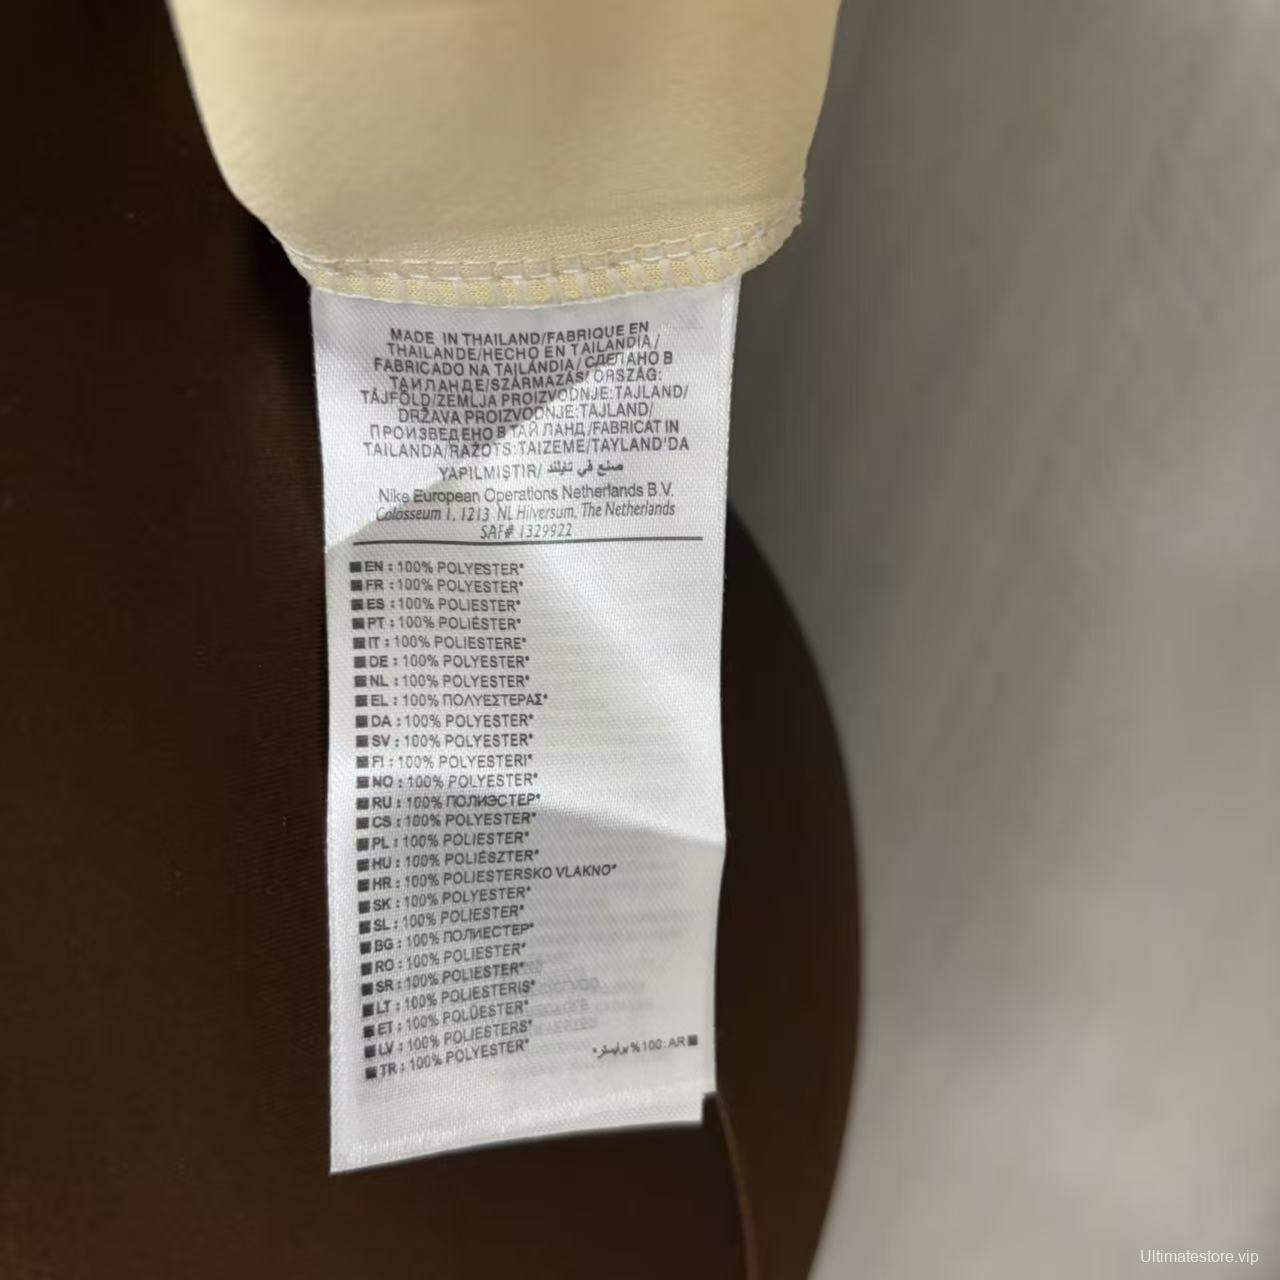 MADE IN THAILAND/FABRIQUE EN
THAILANDE/HECHO EN TAILANDIA/
FABRICADO NA TAILÂNDIA/СДЕЛАНО В
ТАИЛАНДЕ/SZÁRMAZÁSI ORSZÁG:
TÁJFÖLD/ZEMLJA PROIZVODNJE:TAJLAND/
DRŽAVA PROIZVODNJE:TAJLAND/
ПРОИЗВЕДЕНО В ТАЙЛАНД/FABRICAT IN
TAILANDA/RAŽOTS:TAIZEME/TAYLAND'DA
YAPILMIŞTIR/ صنع في تايلند
Nike European Operations Netherlands B.V.
Colosseum 1, 1213 NL Hilversum, The Netherlands
SAF# 1329922
EN : 100% POLYESTER*
FR : 100% POLYESTER*
ES : 100% POLIESTER*
PT : 100% POLIÉSTER*
IT : 100% POLIESTERE*
DE : 100% POLYESTER*
NL : 100% POLYESTER*
EL : 100% ΠΟΛΥΕΣΤΕΡΑΣ*
DA : 100% POLYESTER*
SV : 100% POLYESTER*
FI : 100% POLYESTERI*
NO : 100% POLYESTER*
RU : 100% ПОЛИЭСТЕР*
CS : 100% POLYESTER*
PL : 100% POLIESTER*
HU : 100% POLIÉSZTER*
HR : 100% POLIESTERSKO VLAKNO*
SK : 100% POLYESTER*
SL : 100% POLIESTER*
BG : 100% ПОЛИЕСТЕР*
RO : 100% POLIESTER*
SR : 100% POLIESTER*
LT : 100% POLIESTERIS*
ET : 100% POLÜESTER*
LV : 100% POLIESTERS*
TR : 100% POLYESTER*
%100: AR
Ultimatestore.vip